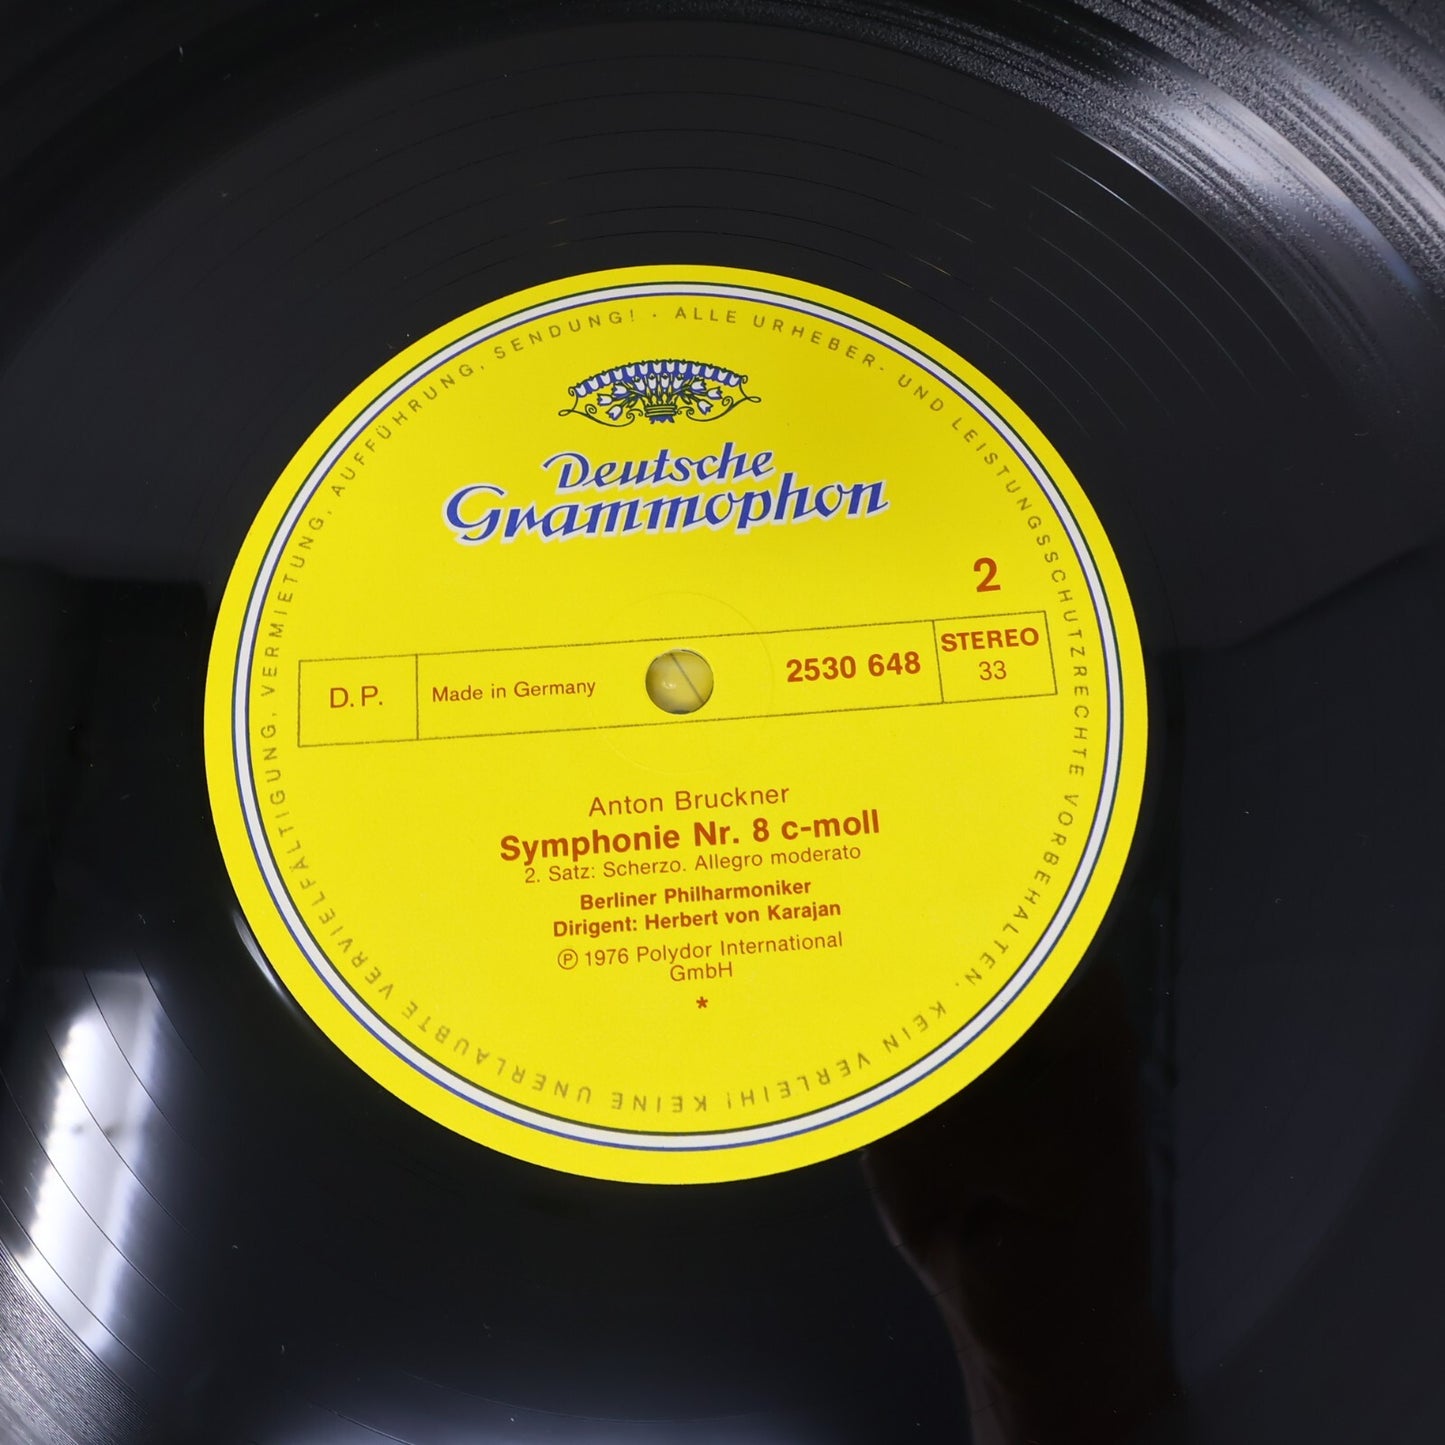 ALLE URHEBER- UND LEISTUNGSSCHUTZRECHTE VORBEHALTEN. KEIN VERLEIH! KEINE UNERLAUBTE VERVIELFÄLTIGUNG, VERMIETUNG, AUFFÜHRUNG, SENDUNG! ·
Deutsche
Grammophon
2
D.P. Made in Germany 2530 648 STEREO
33
Anton Bruckner
Symphonie Nr. 8 c-moll
2. Satz: Scherzo. Allegro moderato
Berliner Philharmoniker
Dirigent: Herbert von Karajan
℗ 1976 Polydor International
GmbH
*